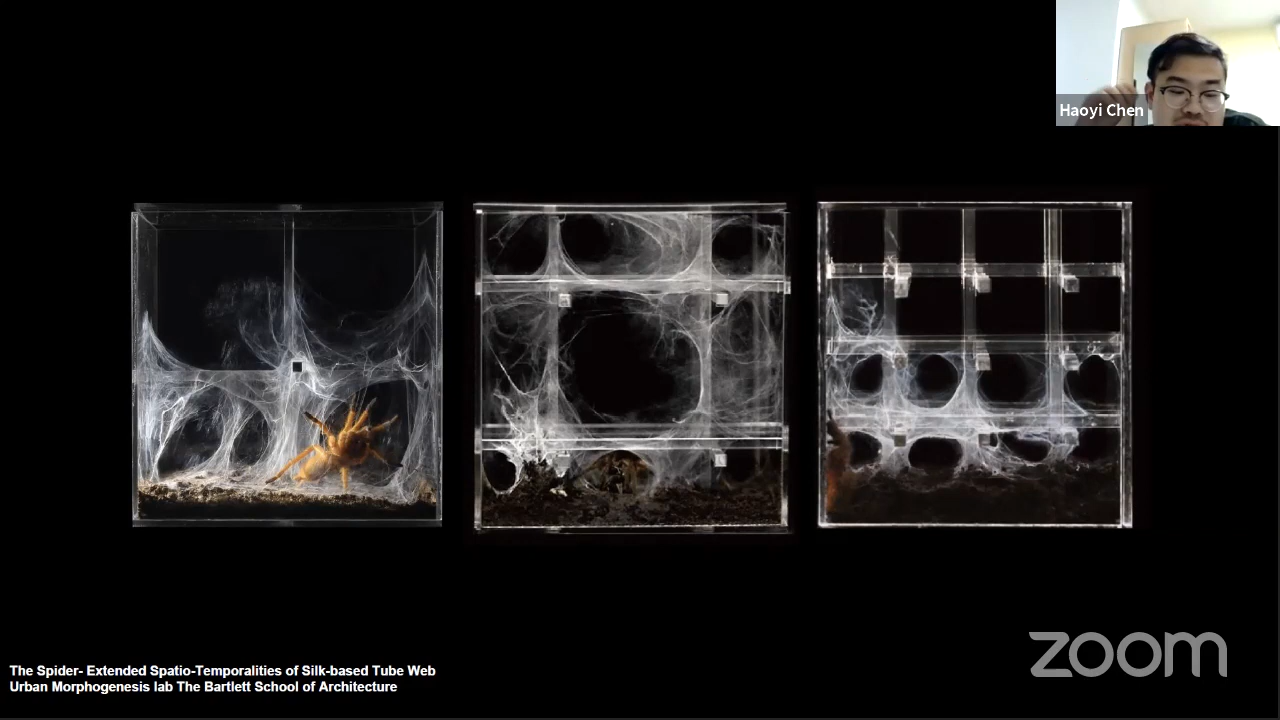 Haoyi Chen
The Spider- Extended Spatio-Temporalities of Silk-based Tube Web
Urban Morphogenesis lab The Bartlett School of Architecture
zoom